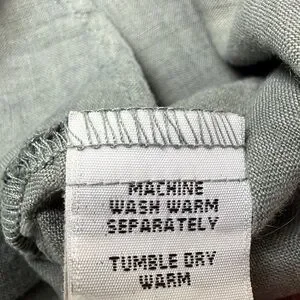 MACHINE
WASH WARM
SEPARATELY
TUMBLE DRY
WARM